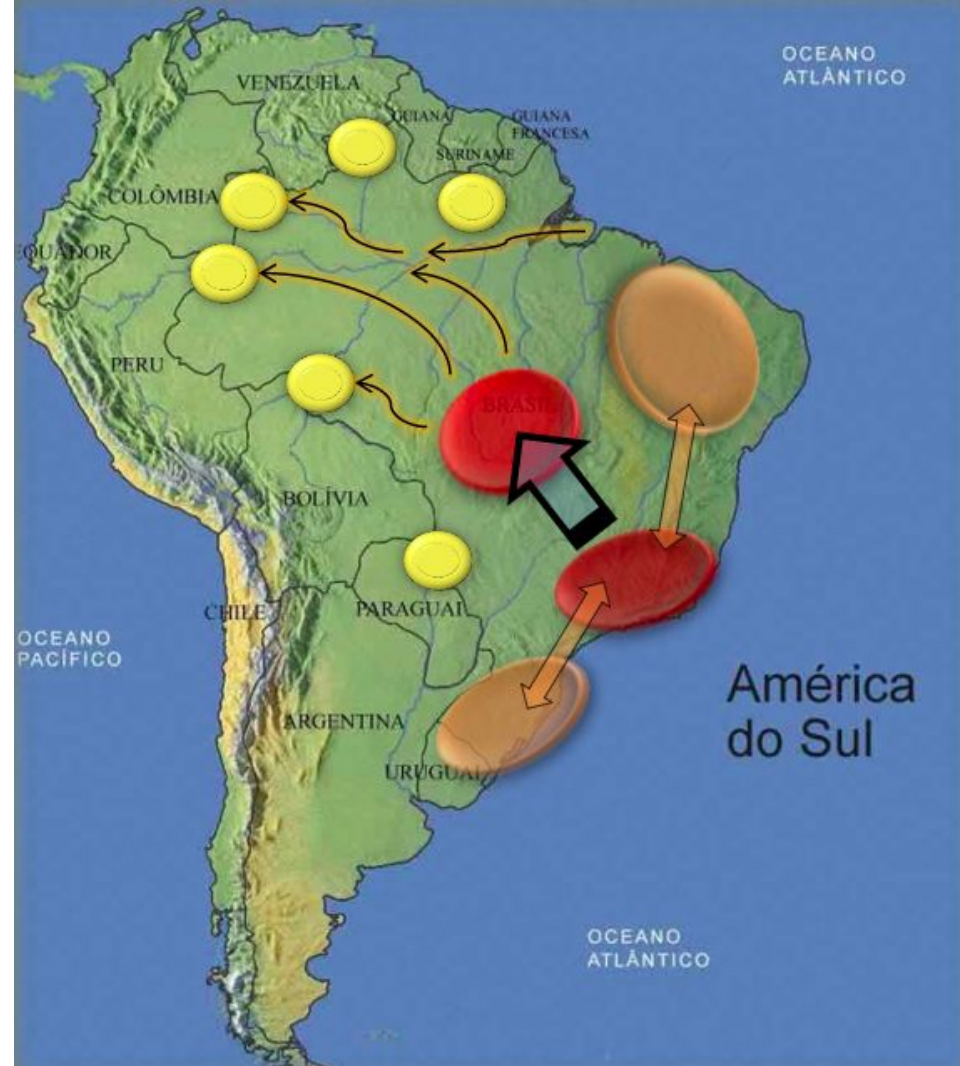 OCEANO
ATLÂNTICO
VENEZUELA
GUIANA
GUIANA
FRANCESA
SURINAME
COLÔMBIA
EQUADOR
PERU
BRASIL
BOLÍVIA
PARAGUAI
CHILE
OCEANO
PACÍFICO
América
do Sul
ARGENTINA
URUGUAI
OCEANO
ATLÂNTICO